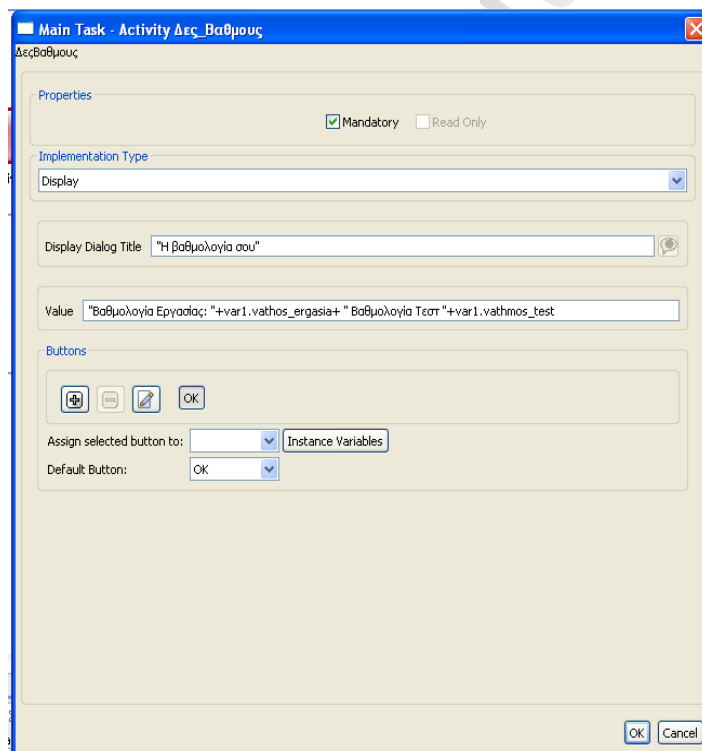 Main Task - Activity Δες_Βαθμους
ΔεςΒαθμους
Properties
Mandatory Read Only
Implementation Type
Display
Display Dialog Title "Η βαθμολογία σου"
Value "Βαθμολογία Εργασίας: "+var1.vathos_ergasia+ " Βαθμολογία Τεστ "+var1.vathmos_test
Buttons
OK
Assign selected button to: Instance Variables
Default Button: OK
OK Cancel